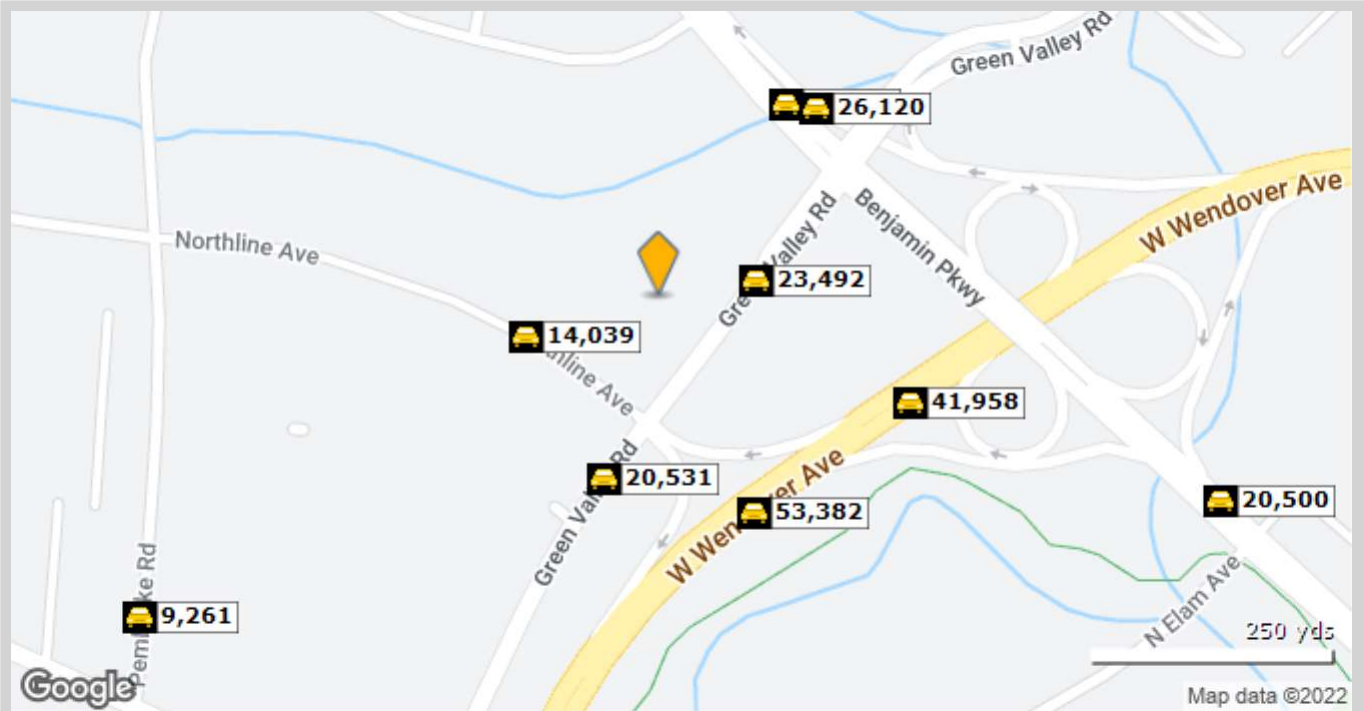 Green Valley Rd
26,120
W Wendover Ave
Northline Ave
Green Valley Rd
Benjamin Pkwy
23,492
14,039
Ave
41,958
20,531
Green Valley Rd
W Wendover Ave
53,382
20,500
N Elam Ave
9,261
250 yds
Google
Map data ©2022